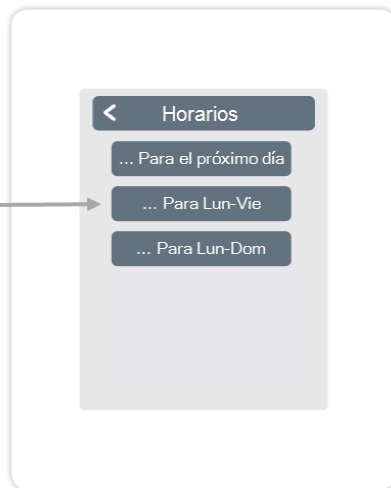 Horarios
... Para el próximo día
... Para Lun-Vie
... Para Lun-Dom